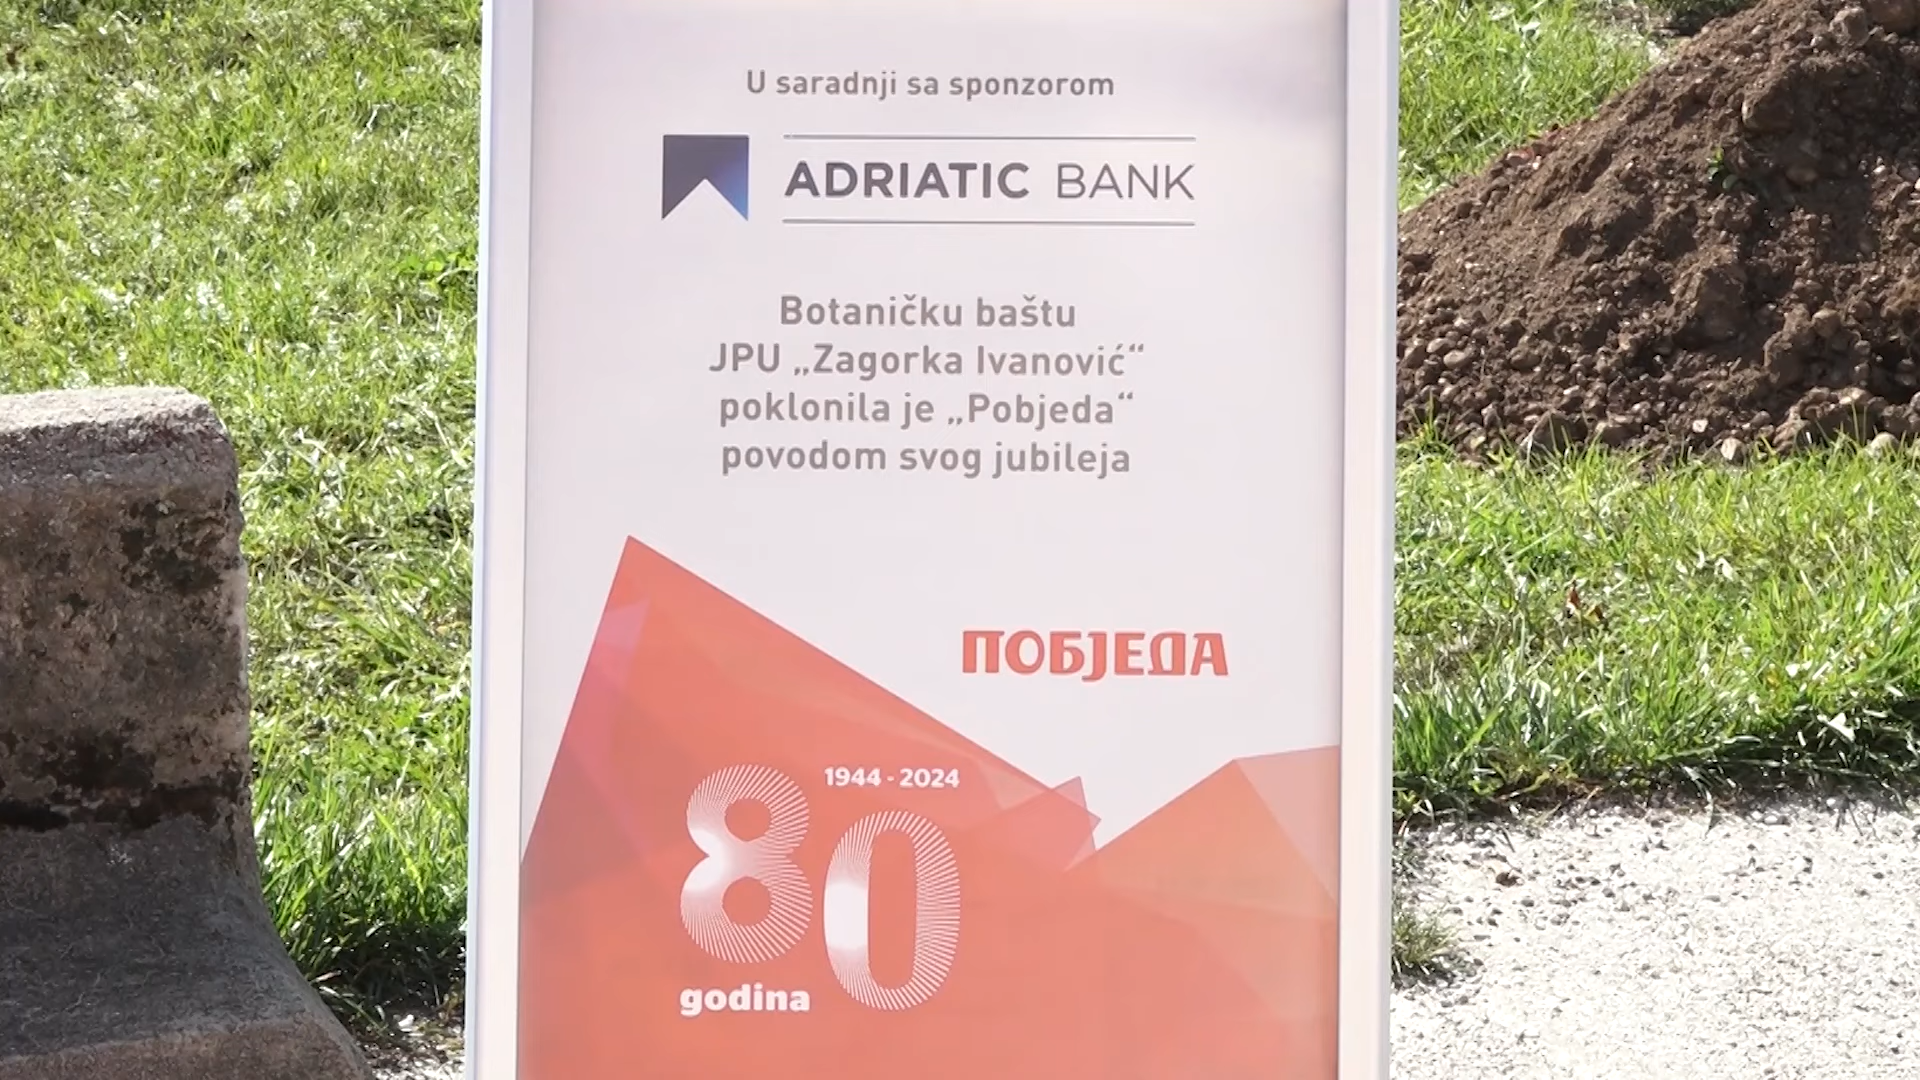 U saradnji sa sponzorom
ADRIATIC BANK
Botaničku baštu
JPU „Zagorka Ivanović“
poklonila je „Pobjeda“
povodom svog jubileja
ПОБЈЕДА
1944 - 2024
80
godina